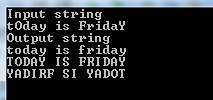 Input string
tOday is FridaY
Output string
today is friday
TODAY IS FRIDAY
YADIRF SI YADOT